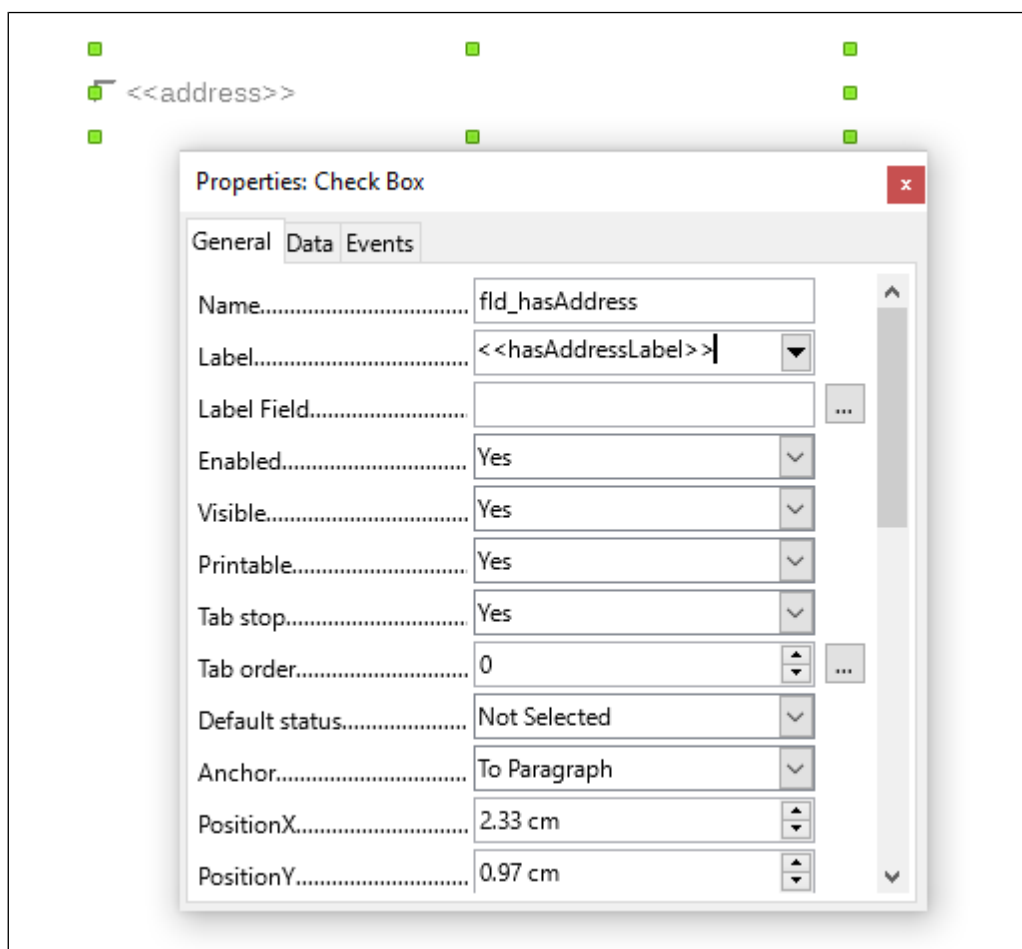 <<address>>
Properties: Check Box
x
General Data Events
Name.................................. fld_hasAddress
Label.................................. <<hasAddressLabel>>
Label Field........................... ...
Enabled.............................. Yes
Visible................................ Yes
Printable............................ Yes
Tab stop............................. Yes
Tab order........................... 0 ...
Default status..................... Not Selected
Anchor............................... To Paragraph
PositionX............................ 2.33 cm
PositionY............................ 0.97 cm